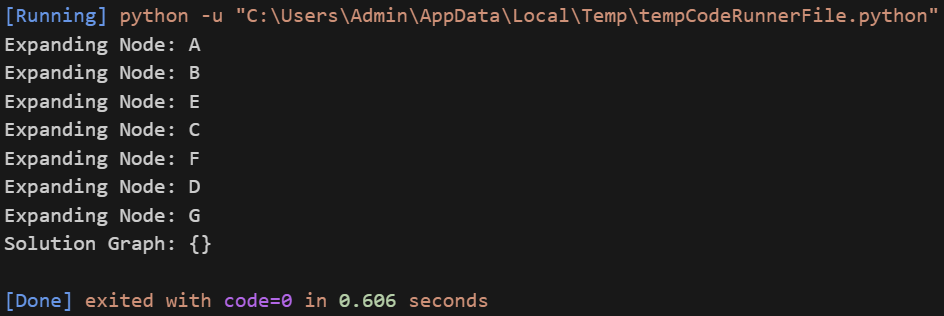 [Running] python -u "C:\Users\Admin\AppData\Local\Temp\tempCodeRunnerFile.python"
Expanding Node: A
Expanding Node: B
Expanding Node: E
Expanding Node: C
Expanding Node: F
Expanding Node: D
Expanding Node: G
Solution Graph: {}
[Done] exited with code=0 in 0.606 seconds